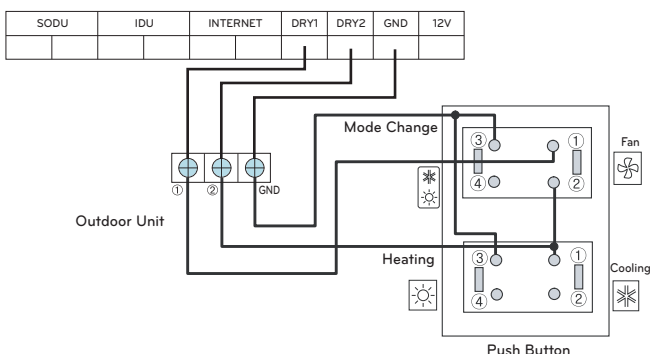 SODU IDU INTERNET DRY1 DRY2 GND 12V
Mode Change
③ ① Fan
④ ②
① ② GND
Outdoor Unit
Heating ③ ① Cooling
④ ②
Push Button